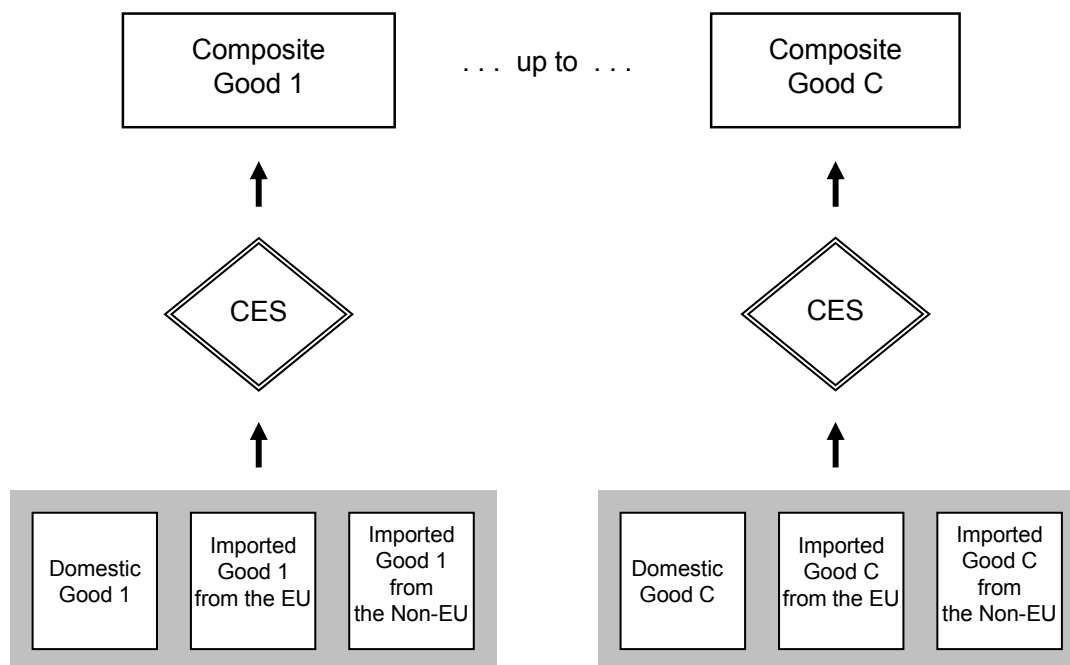 Composite
Good 1
. . . up to . . .
Composite
Good C
CES
CES
Domestic
Good 1
Imported
Good 1
from the EU
Imported
Good 1
from
the Non-EU
Domestic
Good C
Imported
Good C
from the EU
Imported
Good C
from
the Non-EU